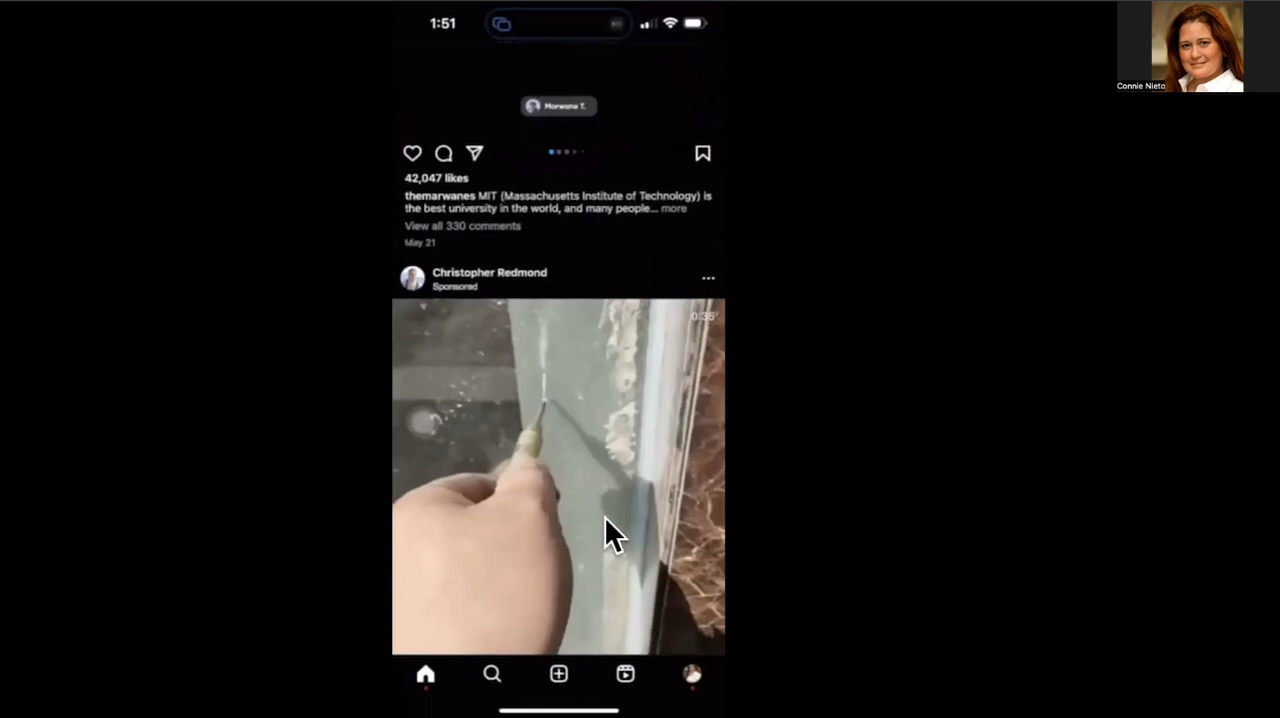 1:51
Connie Nieto
Marwane T.
42,047 likes
themarwanes MIT (Massachusetts Institute of Technology) is
the best university in the world, and many people... more
View all 330 comments
May 21
Christopher Redmond
Sponsored
0:35